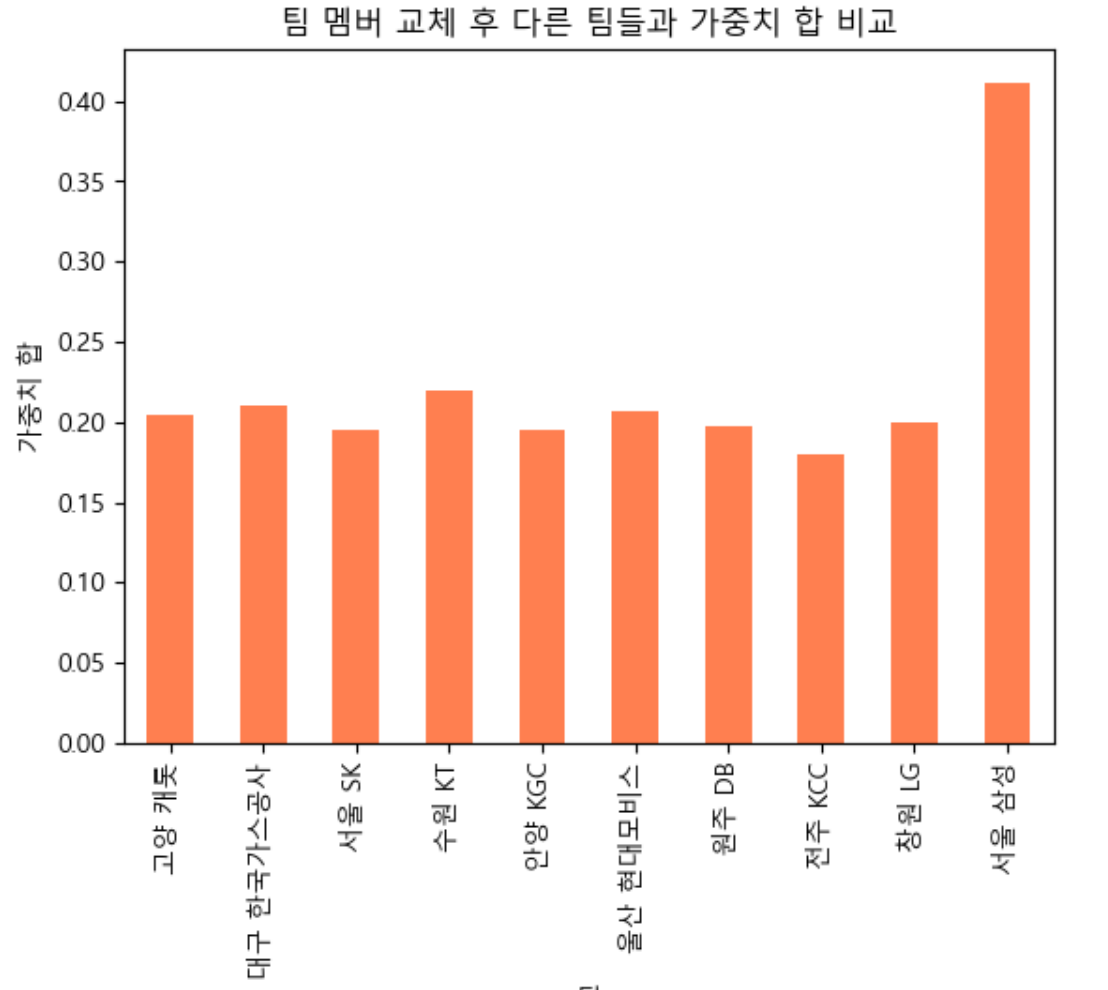 팀 멤버 교체 후 다른 팀들과 가중치 합 비교
가중치 합
0.40
0.35
0.30
0.25
0.20
0.15
0.10
0.05
0.00
고양 캐롯
대구 한국가스공사
서울 SK
수원 KT
안양 KGC
울산 현대모비스
원주 DB
전주 KCC
창원 LG
서울 삼성